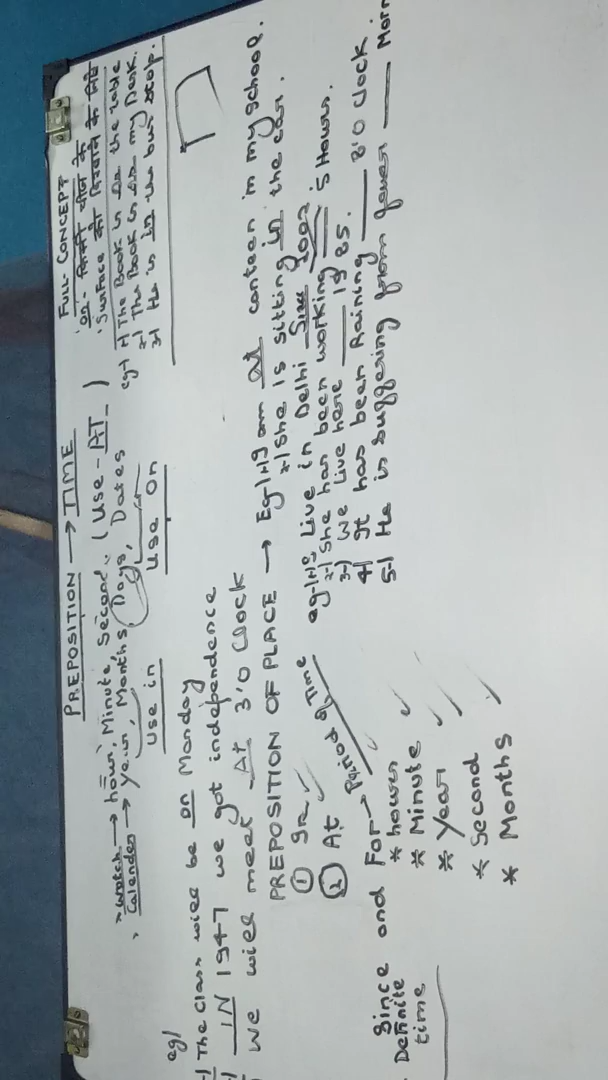 PREPOSITION → TIME
* Watch → hour, Minute, Second. (Use - AT )
Calender → Year, Months, Days, Dates
Use in Use on
eg/
The class will be on Monday
IN 1947 we got independence
We will meet At 3'O Clock
FULL- CONCEPT
'on' - किसी चीज के
'Surface को दिखाने के लिये
eg-1 1) The Book is on the table
2-) The Book is on my Desk.
3-) He is in the bus stop.
PREPOSITION OF PLACE → Eg-1) I am at canteen in my school.
2-) She is sitting in the car.
① In
② At
Since and For → Period of Time
Definite
time
* hours
* Minute
* Year
* Second
* Months
eg-1) Live in Delhi 2002.
2-) She has been working 5 Hours.
3-) We live here ___ 1985.
4-) It has been Raining ___ 8'O Clock.
5-) He is suffering from fever ___ Morn